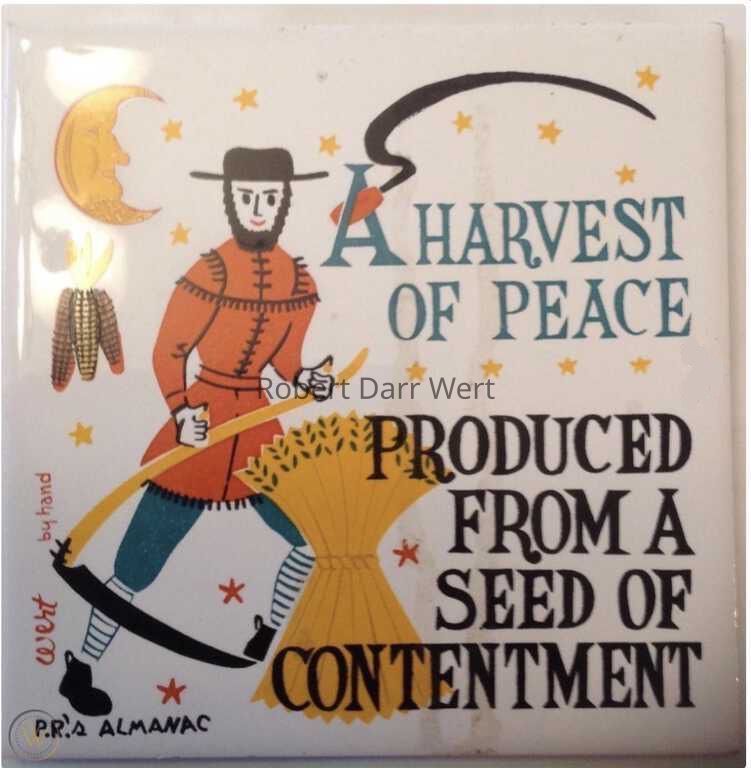 A HARVEST
OF PEACE
Robert Darr Wert
PRODUCED
FROM A
SEED OF
CONTENTMENT
by hand
wert
P.R.'s ALMANAC